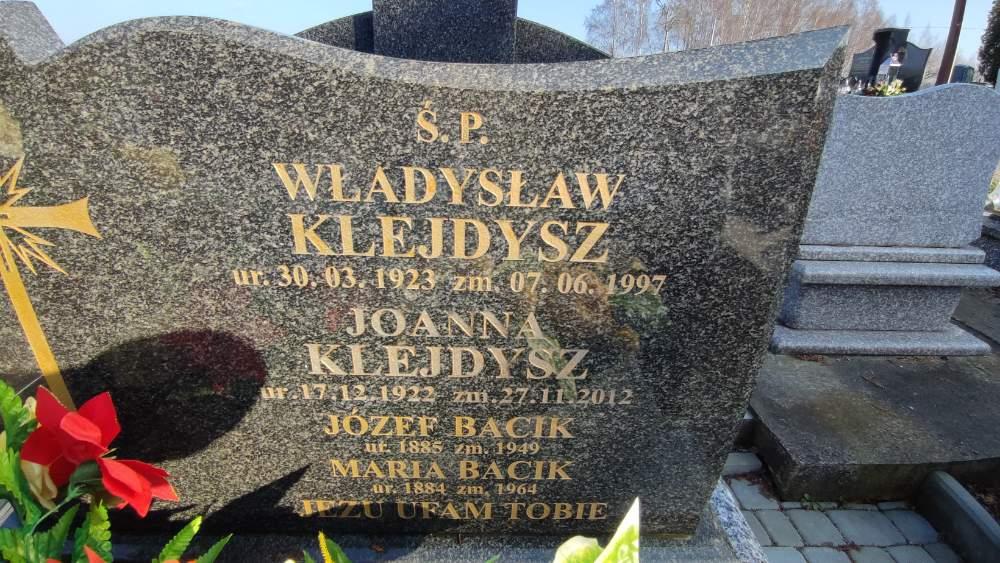 Ś. P.
WŁADYSŁAW
KLEJDYSZ
ur. 30. 03. 1923 zm. 07. 06. 1997
JOANNA
KLEJDYSZ
ur. 17.12.1922 zm. 27.11.2012
JÓZEF BACIK
ur. 1885 zm. 1949
MARIA BACIK
ur. 1884 zm. 1964
JEZU UFAM TOBIE